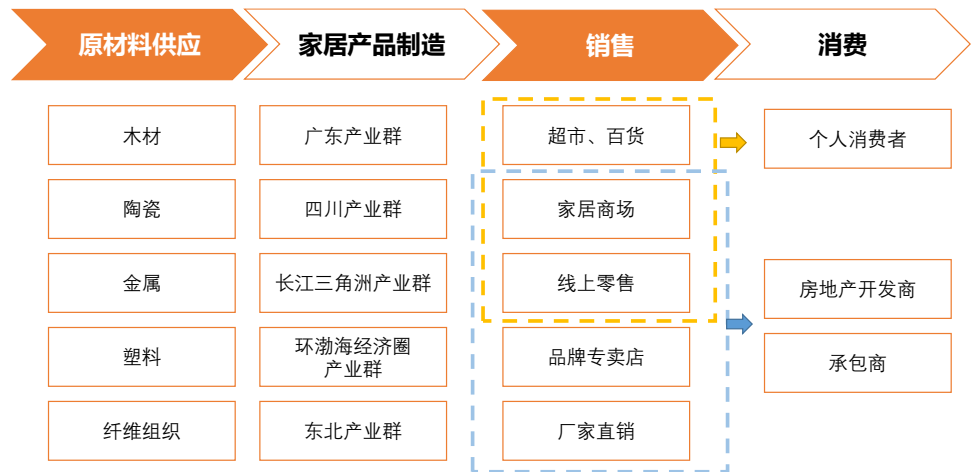 原材料供应
家居产品制造
销售
消费
木材
广东产业群
超市、百货
个人消费者
陶瓷
四川产业群
家居商场
金属
长江三角洲产业群
线上零售
房地产开发商
塑料
环渤海经济圈
产业群
品牌专卖店
承包商
纤维组织
东北产业群
厂家直销